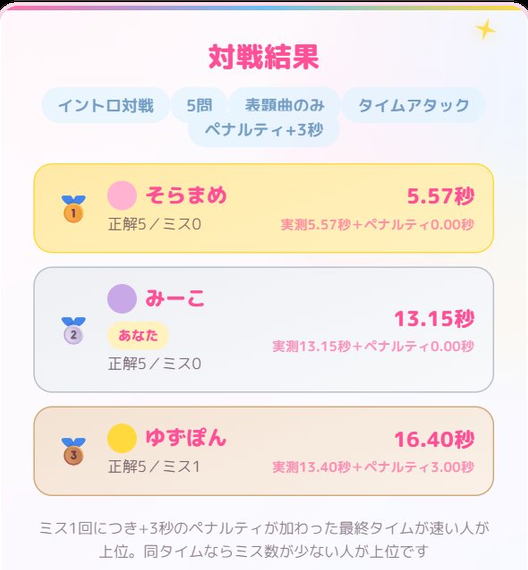 対戦結果
イントロ対戦 5問 表題曲のみ タイムアタック
ペナルティ+3秒
1 そらまめ 5.57秒
正解5/ミス0 実測5.57秒+ペナルティ0.00秒
みーこ
2 あなた 13.15秒
正解5/ミス0 実測13.15秒+ペナルティ0.00秒
3 ゆずぽん 16.40秒
正解5/ミス1 実測13.40秒+ペナルティ3.00秒
ミス1回につき+3秒のペナルティが加わった最終タイムが速い人が
上位。同タイムならミス数が少ない人が上位です